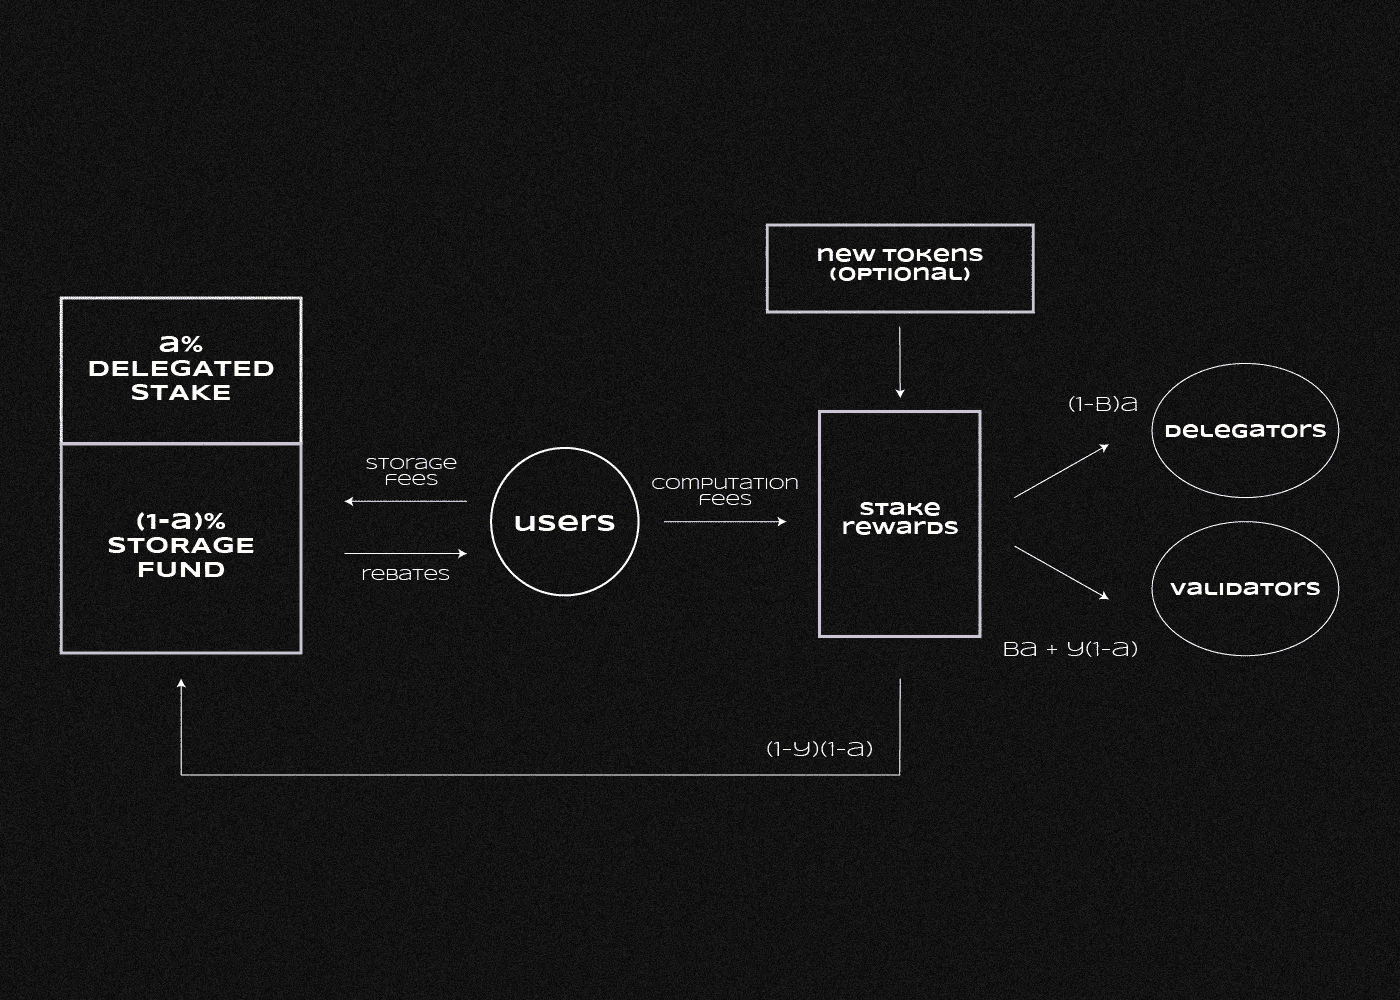 new Tokens
(optional)
a%
DELEGATED
STAKE
(1-a)%
STORAGE
FUND
storage
fees
rebates
users
computation
fees
stake
rewards
(1-B)a
Delegators
validators
Ba + y(1-a)
(1-y)(1-a)